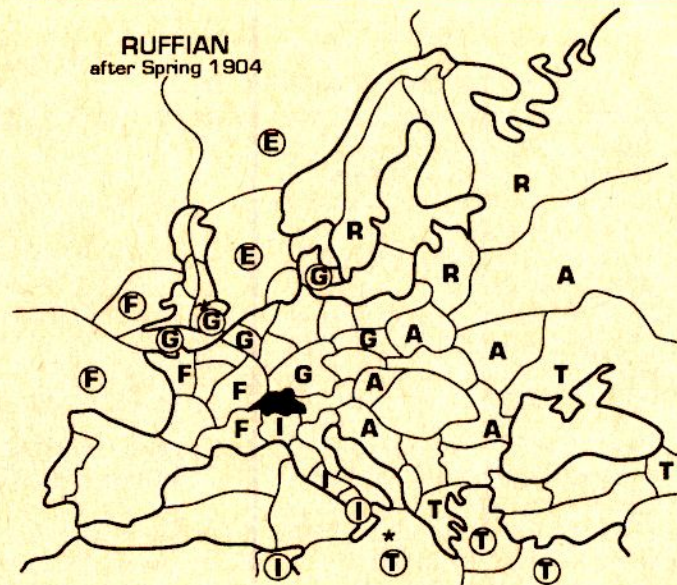 RUFFIAN
after Spring 1904
E
R
R
E
G R A
F *
G
G G G A
A
F G A T
F
F I A A
T
I
I T
* T
I T T